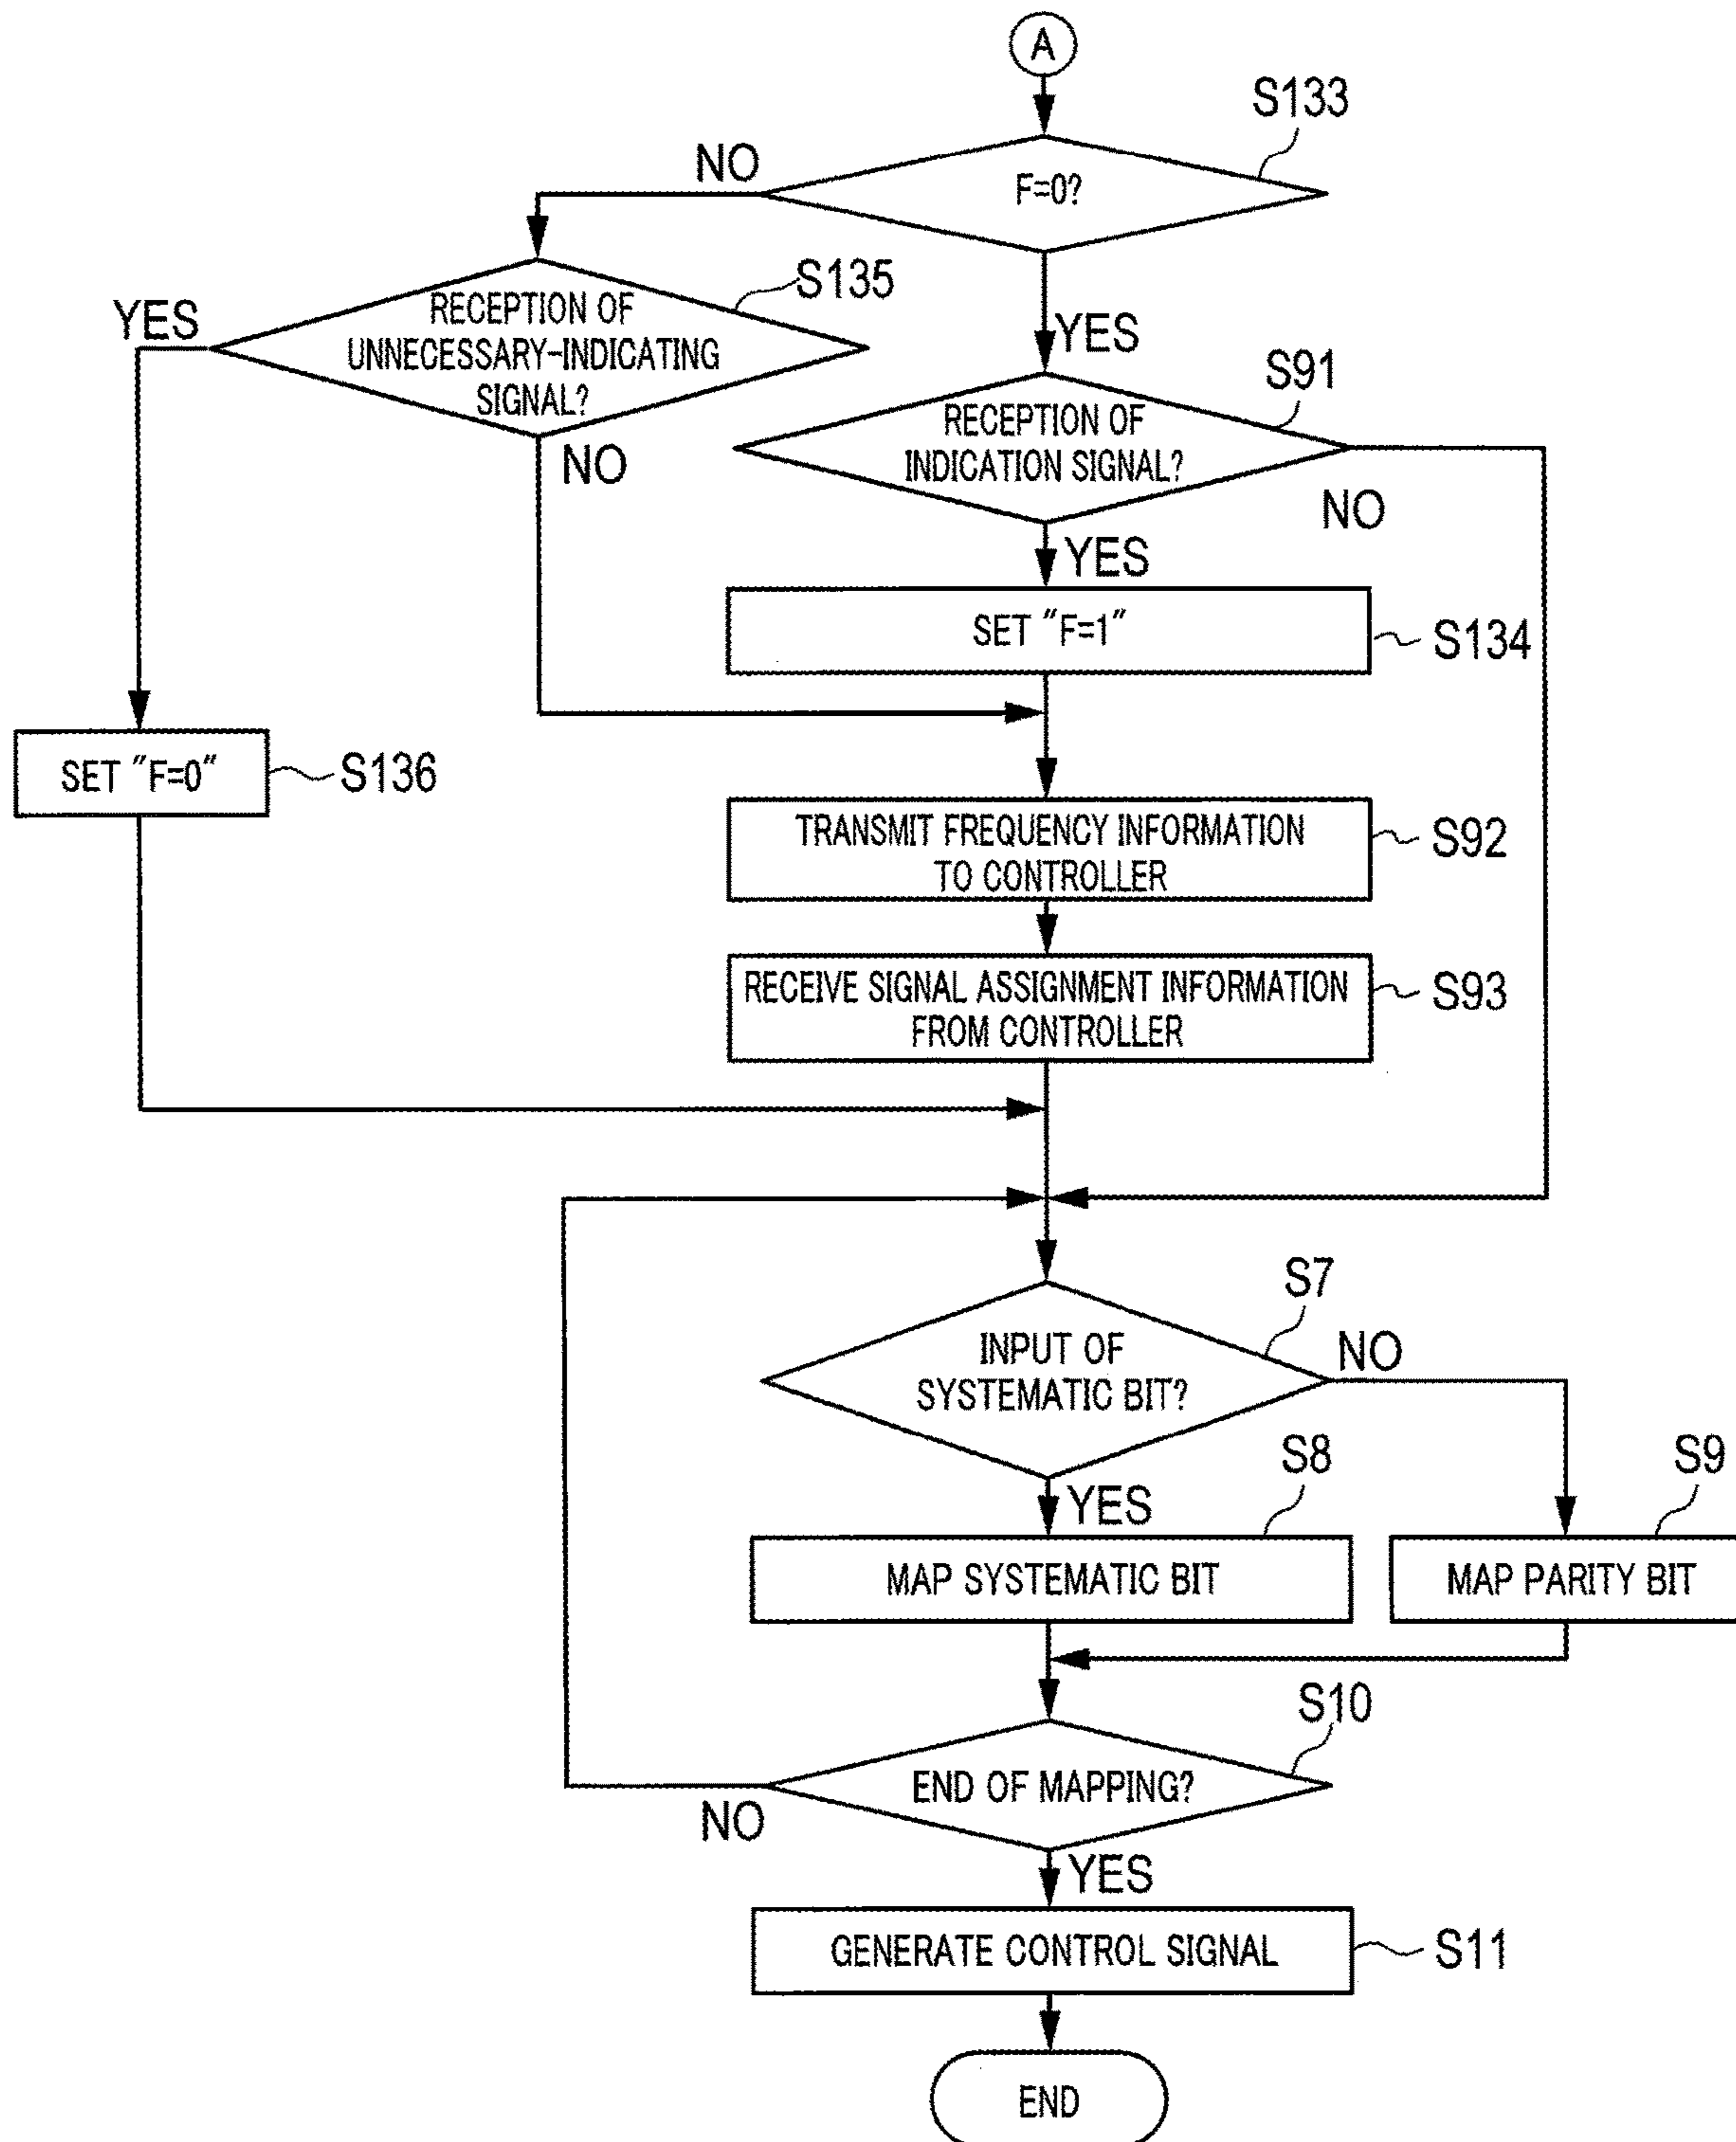 A
S133
NO
F=0?
S135
YES
RECEPTION OF
UNNECESSARY-INDICATING
SIGNAL?
YES
S91
NO
RECEPTION OF
INDICATION SIGNAL?
NO
YES
SET "F=1"
S134
SET "F=0"
S136
TRANSMIT FREQUENCY INFORMATION
TO CONTROLLER
S92
RECEIVE SIGNAL ASSIGNMENT INFORMATION
FROM CONTROLLER
S93
S7
INPUT OF
SYSTEMATIC BIT?
NO
S8
S9
YES
MAP SYSTEMATIC BIT
MAP PARITY BIT
S10
END OF MAPPING?
NO
YES
GENERATE CONTROL SIGNAL
S11
END